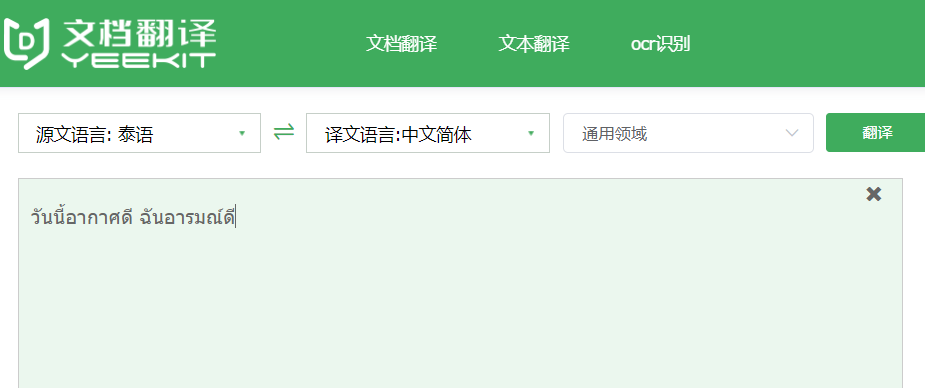 文档翻译
YEEKIT
文档翻译 文本翻译 ocr识别
源文语言: 泰语 译文语言:中文简体 通用领域 翻译
วันนี้อากาศดี ฉันอารมณ์ดี